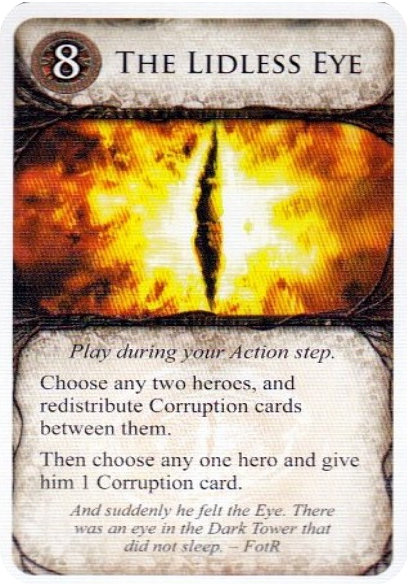 8 THE LIDLESS EYE
Play during your Action step.
Choose any two heroes, and
redistribute Corruption cards
between them.
Then choose any one hero and give
him 1 Corruption card.
And suddenly he felt the Eye. There
was an eye in the Dark Tower that
did not sleep. – FotR